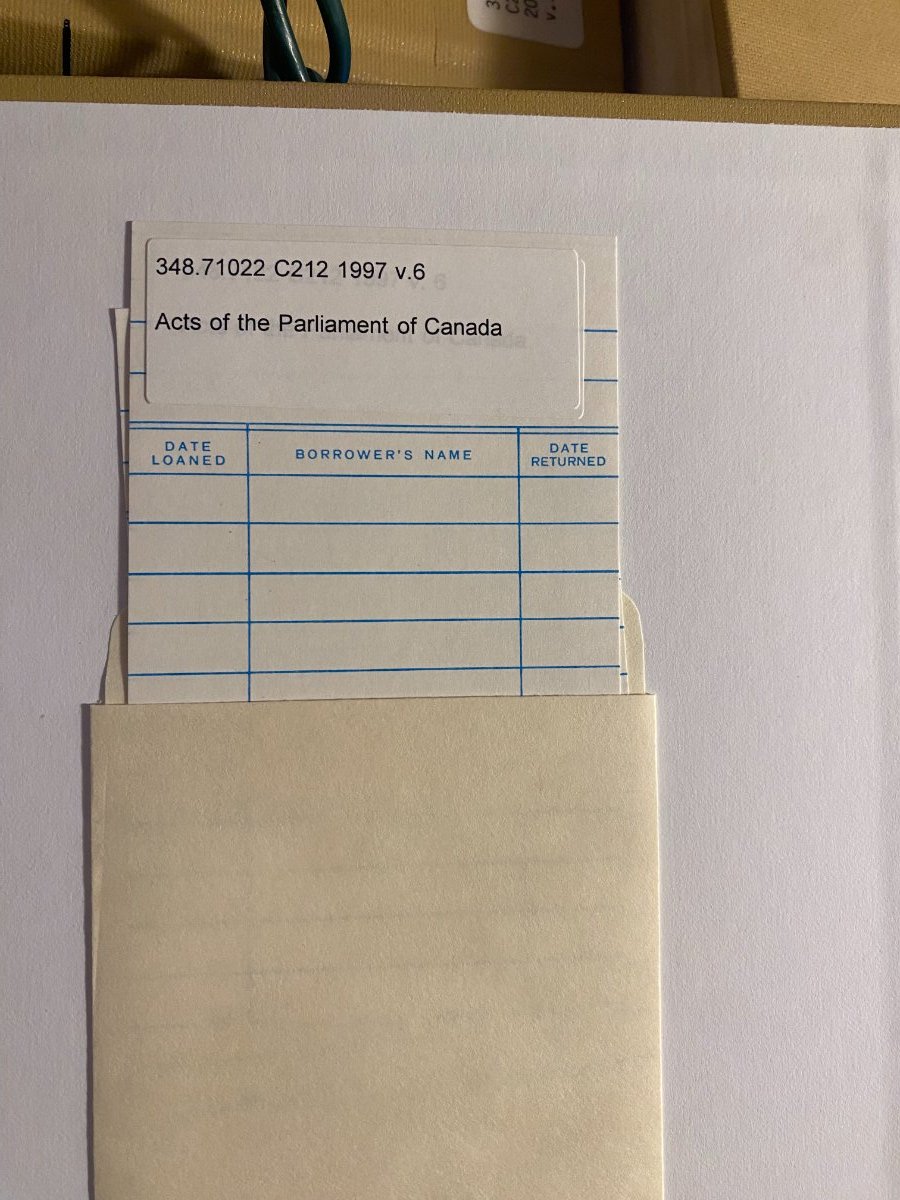 348.71022 C212 1997 v.6
Acts of the Parliament of Canada
DATE LOANED
BORROWER'S NAME
DATE RETURNED